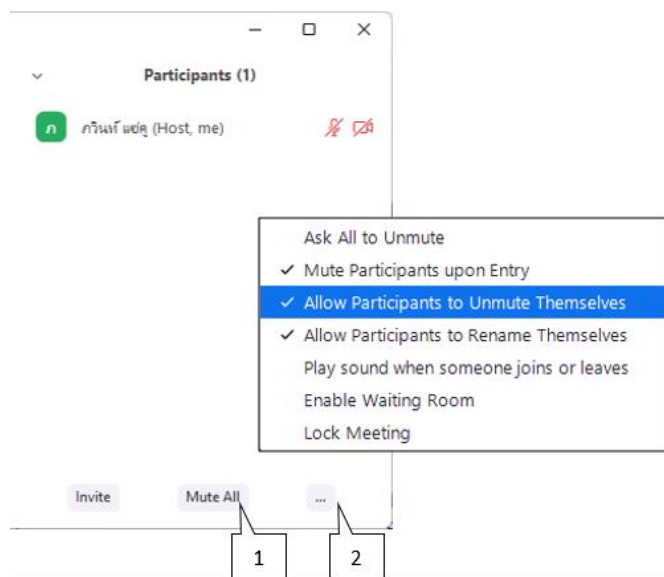 Participants (1)
ภ
ภวินท์ แซ่คู (Host, me)
Ask All to Unmute
Mute Participants upon Entry
Allow Participants to Unmute Themselves
Allow Participants to Rename Themselves
Play sound when someone joins or leaves
Enable Waiting Room
Lock Meeting
Invite
Mute All
...
1
2